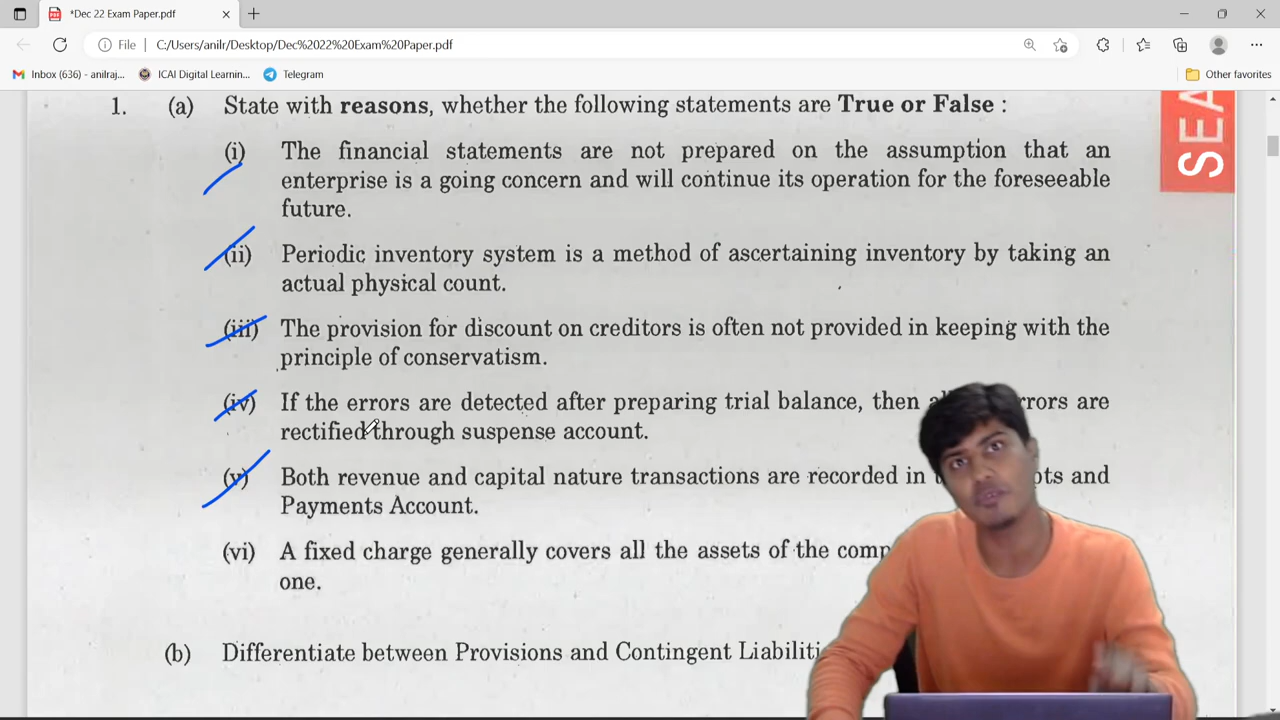 *Dec 22 Exam Paper.pdf
File C:/Users/anilr/Desktop/Dec%2022%20Exam%20Paper.pdf
Inbox (636) - anilraj... ICAI Digital Learnin... Telegram Other favorites
1. (a) State with reasons, whether the following statements are True or False :
(i) The financial statements are not prepared on the assumption that an
enterprise is a going concern and will continue its operation for the foreseeable
future.
(ii) Periodic inventory system is a method of ascertaining inventory by taking an
actual physical count.
(iii) The provision for discount on creditors is often not provided in keeping with the
principle of conservatism.
(iv) If the errors are detected after preparing trial balance, then are
rectified through suspense account.
(v) Both revenue and capital nature transactions are recorded in and
Payments Account.
(vi) A fixed charge generally covers all the assets of the
one.
(b) Differentiate between Provisions and Contingent
SEA